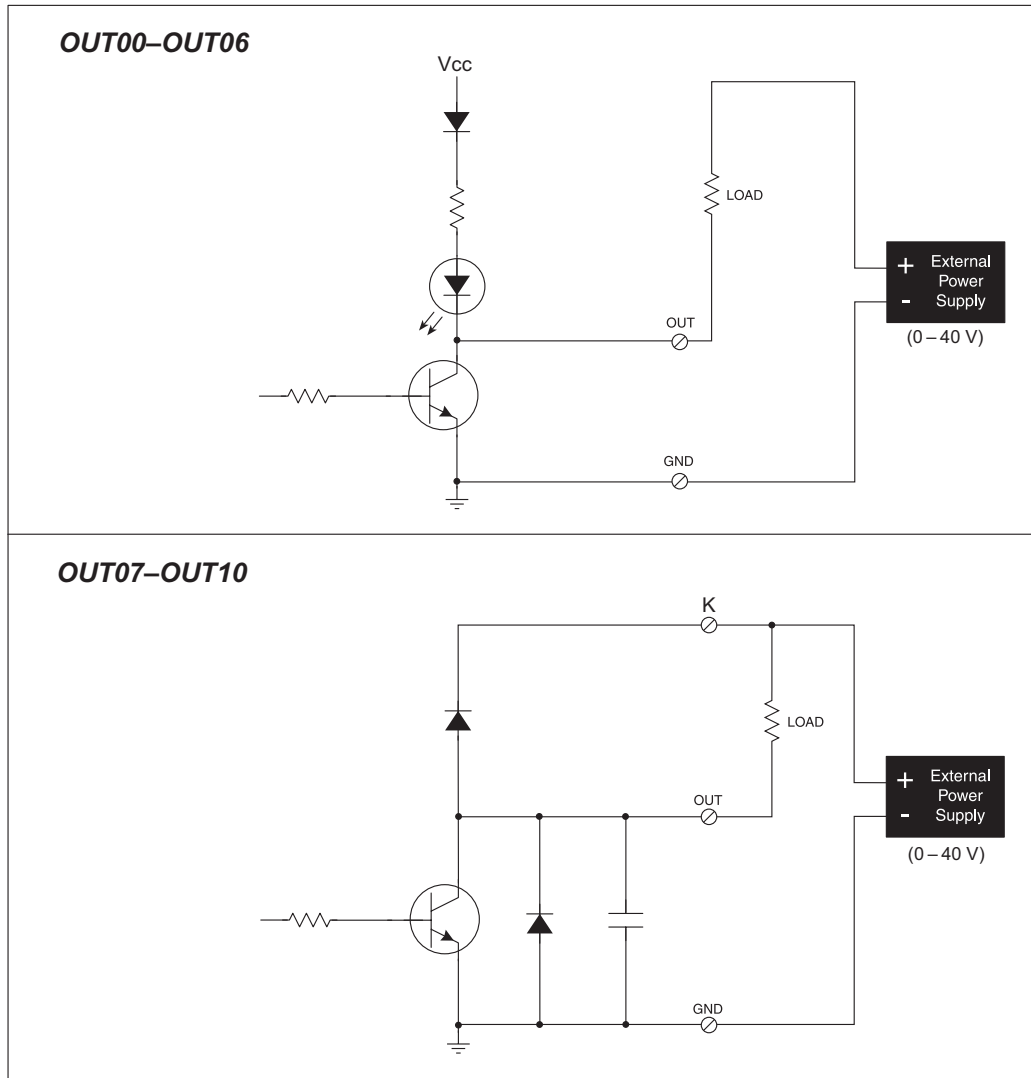 OUT00–OUT06
Vcc
LOAD
+ External
Power
- Supply
(0–40 V)
OUT
GND
OUT07–OUT10
K
LOAD
+ External
Power
- Supply
(0–40 V)
OUT
GND